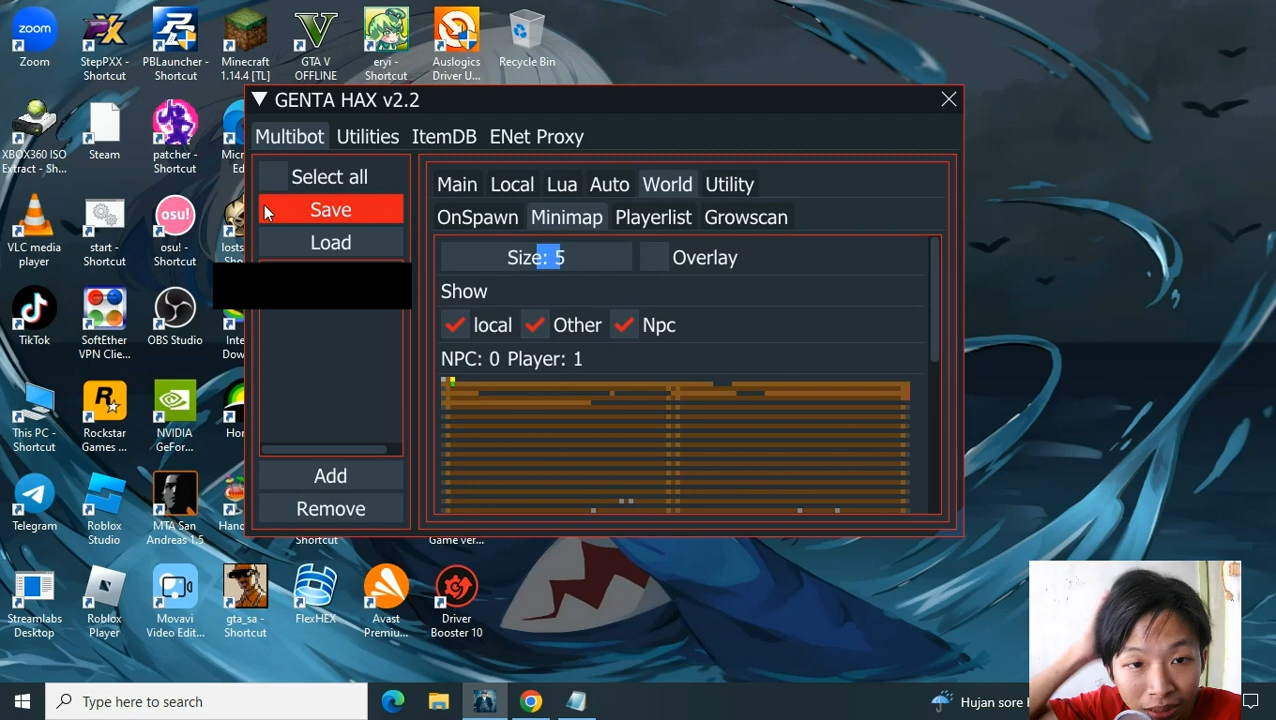 Zoom
StepPXX -
Shortcut
PBLauncher -
Shortcut
Minecraft
1.14.4 [TL]
GTA V
OFFLINE
eryi -
Shortcut
Auslogics
Driver U...
Recycle Bin
XBOX360 ISO
Extract - Sh...
Steam
patcher -
Shortcut
VLC media
player
start -
Shortcut
osu!
osu! -
Shortcut
TikTok
SoftEther
VPN Clie...
OBS Studio
This PC -
Shortcut
Rockstar
Games ...
NVIDIA
GeFor...
Telegram
Roblox
Studio
MTA San
Andreas 1.5
Shortcut
Game ver...
Streamlabs
Desktop
Roblox
Player
Movavi
Video Edit...
gta_sa -
Shortcut
FlexHEX
Avast
Premiu...
Driver
Booster 10
GENTA HAX v2.2
Multibot Utilities ItemDB ENet Proxy
Select all
Save
Load
Add
Remove
Main Local Lua Auto World Utility
OnSpawn Minimap Playerlist Growscan
Size: 5 Overlay
Show
local Other Npc
NPC: 0 Player: 1
Type here to search
Hujan sore